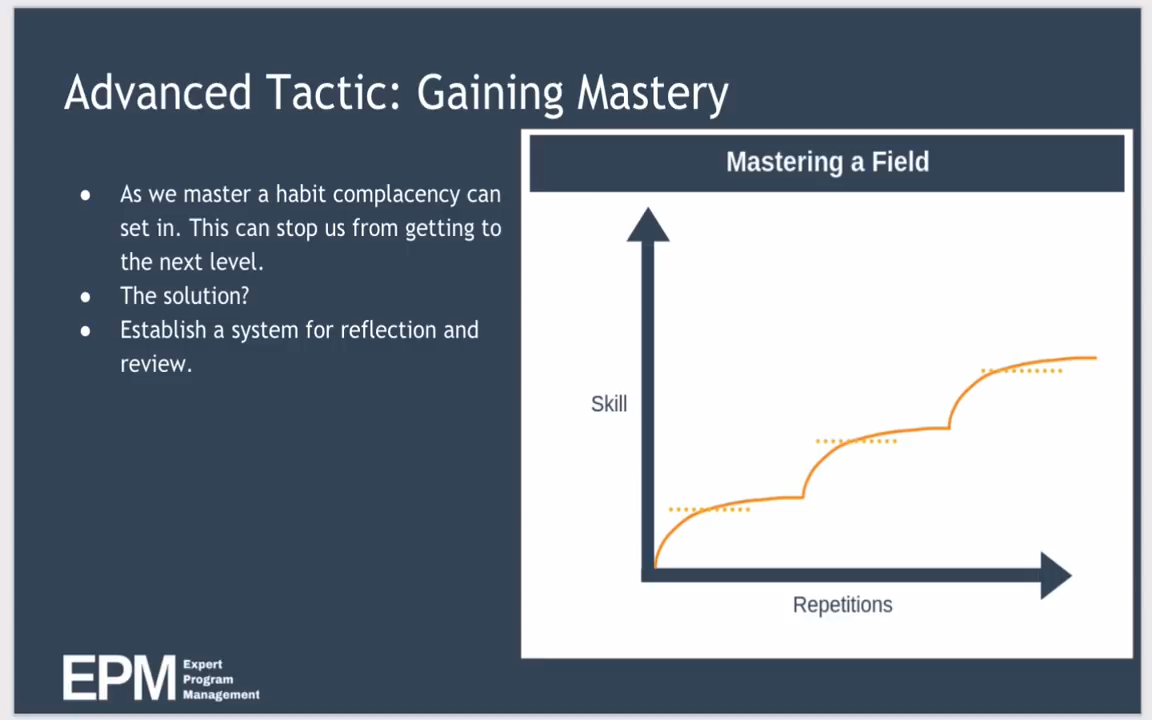 Advanced Tactic: Gaining Mastery
● As we master a habit complacency can
set in. This can stop us from getting to
the next level.
● The solution?
● Establish a system for reflection and
review.
Mastering a Field
Skill
Repetitions
EPM
Expert
Program
Management